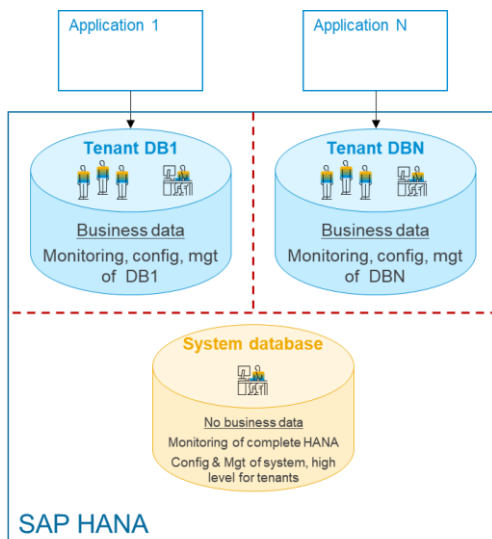 Application 1
Application N
Tenant DB1
Business data
Monitoring, config, mgt
of  DB1
Tenant DBN
Business data
Monitoring, config, mgt
of  DBN
System database
No business data
Monitoring of complete HANA
Config & Mgt of system, high
level for tenants
SAP HANA